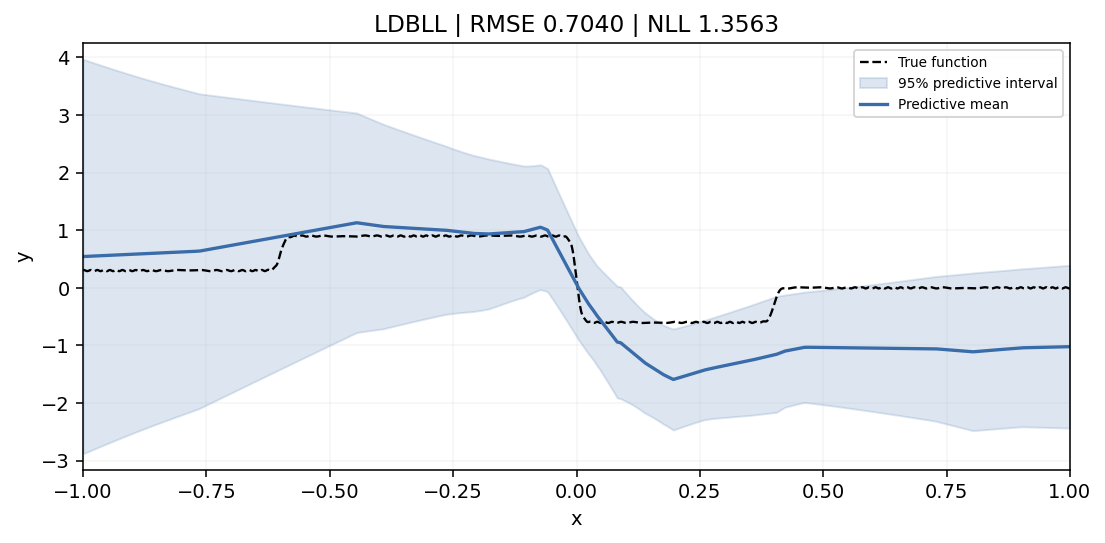 LDBLL | RMSE 0.7040 | NLL 1.3563
True function
95% predictive interval
Predictive mean
y
4
3
2
1
0
−1
−2
−3
−1.00 −0.75 −0.50 −0.25 0.00 0.25 0.50 0.75 1.00
x